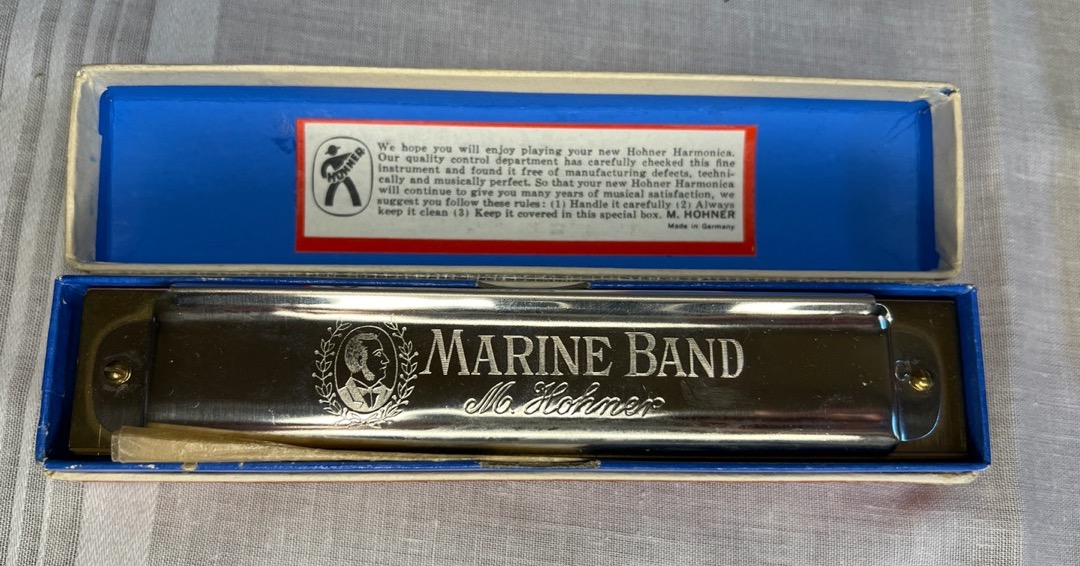 HOHNER
We hope you will enjoy playing your new Hohner Harmonica.
Our quality control department has carefully checked this fine
instrument and found it free of manufacturing defects, techni-
cally and musically perfect. So that your new Hohner Harmonica
will continue to give you many years of musical satisfaction, we
suggest you follow these rules: (1) Handle it carefully (2) Always
keep it clean (3) Keep it covered in this special box. M. HOHNER
Made in Germany
MARINE BAND
M. Hohner
C